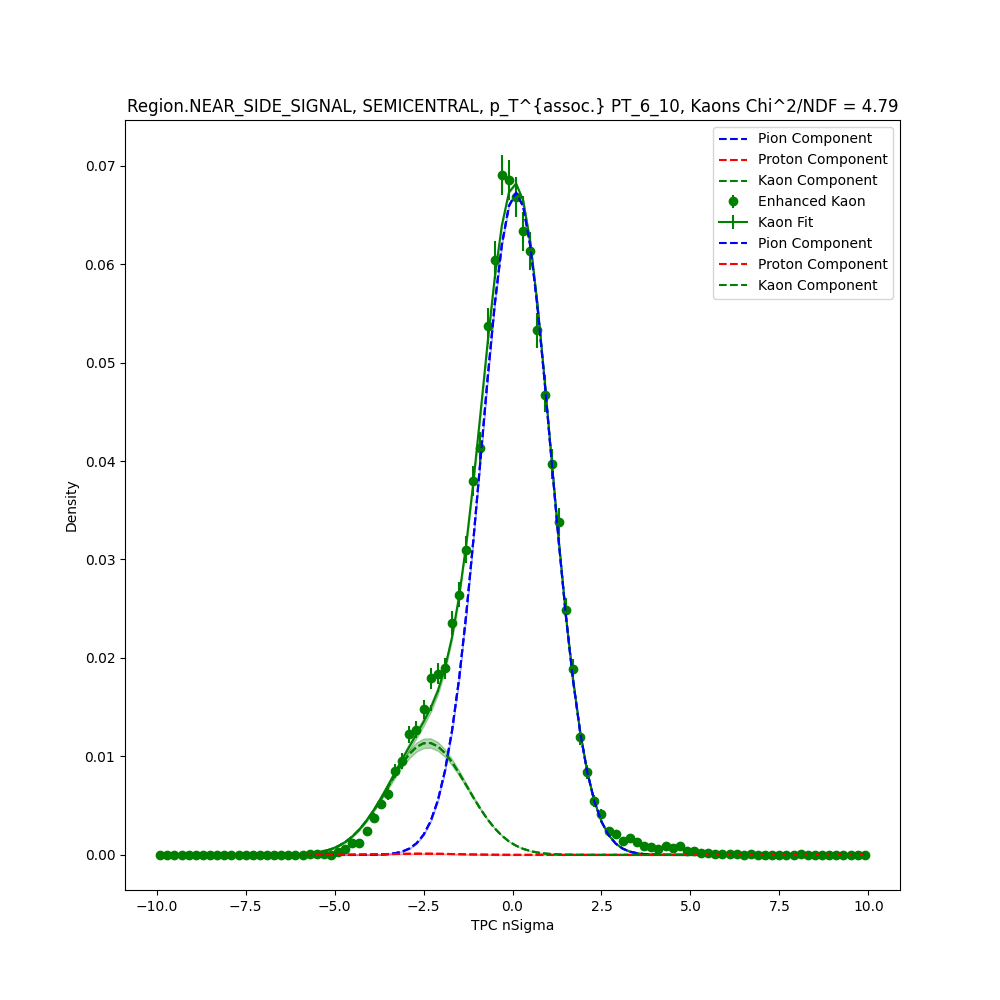 Region.NEAR_SIDE_SIGNAL, SEMICENTRAL, p_T^{assoc.} PT_6_10, Kaons Chi^2/NDF = 4.79
Pion Component
Proton Component
Kaon Component
Enhanced Kaon
Kaon Fit
Pion Component
Proton Component
Kaon Component
0.07
0.06
0.05
0.04
0.03
0.02
0.01
0.00
Density
−10.0 −7.5 −5.0 −2.5 0.0 2.5 5.0 7.5 10.0
TPC nSigma